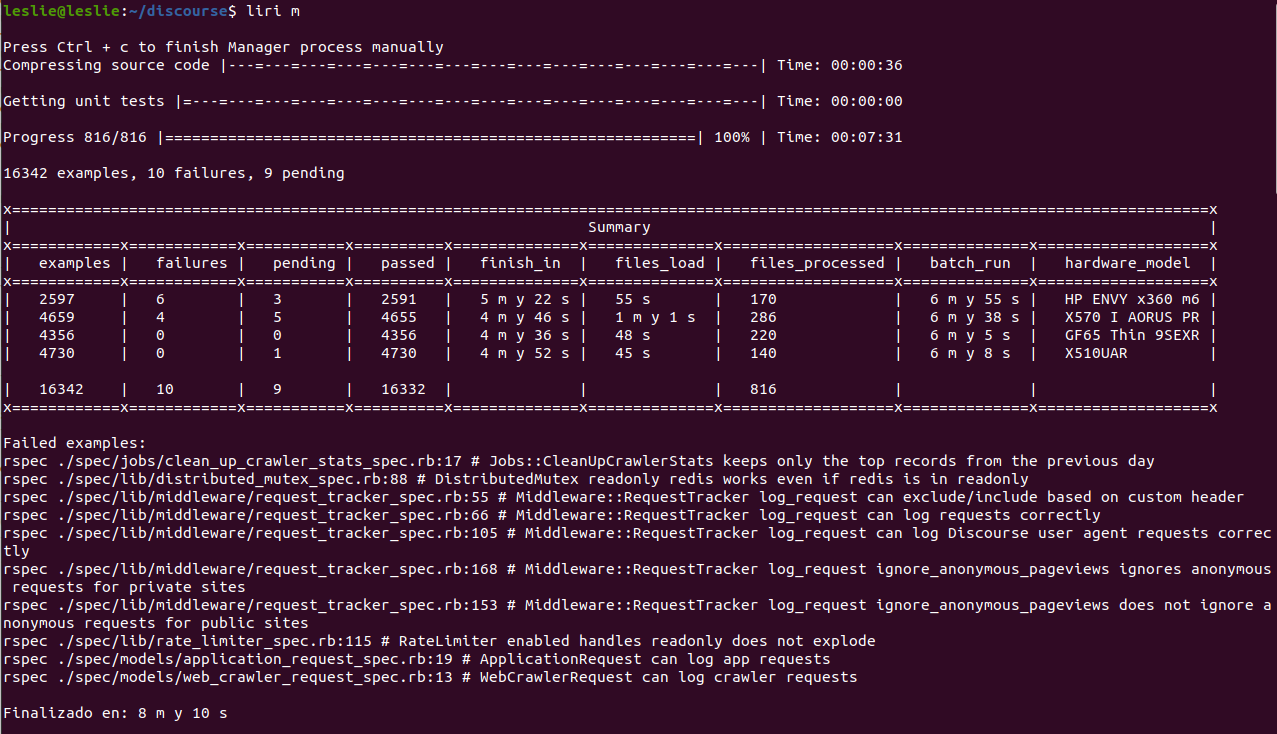 leslie@leslie:~/discourse$ liri m
Press Ctrl + c to finish Manager process manually
Compressing source code |---=---=---=---=---=---=---=---=---=---=---=---=---=---=---| Time: 00:00:36
Getting unit tests |=---=---=---=---=---=---=---=---=---=---=---=---=---=---=---=---| Time: 00:00:00
Progress 816/816 |===========================================================| 100% | Time: 00:07:31
16342 examples, 10 failures, 9 pending
x=====================================================================================================================================x
| Summary |
x============x============x===========x==========x==============x==============x===================x==============x===================x
| examples | failures | pending | passed | finish_in | files_load | files_processed | batch_run | hardware_model |
x============x============x===========x==========x==============x==============x===================x==============x===================x
| 2597 | 6 | 3 | 2591 | 5 m y 22 s | 55 s | 170 | 6 m y 55 s | HP ENVY x360 m6 |
| 4659 | 4 | 5 | 4655 | 4 m y 46 s | 1 m y 1 s | 286 | 6 m y 38 s | X570 I AORUS PR |
| 4356 | 0 | 0 | 4356 | 4 m y 36 s | 48 s | 220 | 6 m y 5 s | GF65 Thin 9SEXR |
| 4730 | 0 | 1 | 4730 | 4 m y 52 s | 45 s | 140 | 6 m y 8 s | X510UAR |
| 16342 | 10 | 9 | 16332 | | | 816 | | |
x============x============x===========x==========x==============x==============x===================x==============x===================x
Failed examples:
rspec ./spec/jobs/clean_up_crawler_stats_spec.rb:17 # Jobs::CleanUpCrawlerStats keeps only the top records from the previous day
rspec ./spec/lib/distributed_mutex_spec.rb:88 # DistributedMutex readonly redis works even if redis is in readonly
rspec ./spec/lib/middleware/request_tracker_spec.rb:55 # Middleware::RequestTracker log_request can exclude/include based on custom header
rspec ./spec/lib/middleware/request_tracker_spec.rb:66 # Middleware::RequestTracker log_request can log requests correctly
rspec ./spec/lib/middleware/request_tracker_spec.rb:105 # Middleware::RequestTracker log_request can log Discourse user agent requests correc
tly
rspec ./spec/lib/middleware/request_tracker_spec.rb:168 # Middleware::RequestTracker log_request ignore_anonymous_pageviews ignores anonymous
requests for private sites
rspec ./spec/lib/middleware/request_tracker_spec.rb:153 # Middleware::RequestTracker log_request ignore_anonymous_pageviews does not ignore a
nonymous requests for public sites
rspec ./spec/lib/rate_limiter_spec.rb:115 # RateLimiter enabled handles readonly does not explode
rspec ./spec/models/application_request_spec.rb:19 # ApplicationRequest can log app requests
rspec ./spec/models/web_crawler_request_spec.rb:13 # WebCrawlerRequest can log crawler requests
Finalizado en: 8 m y 10 s